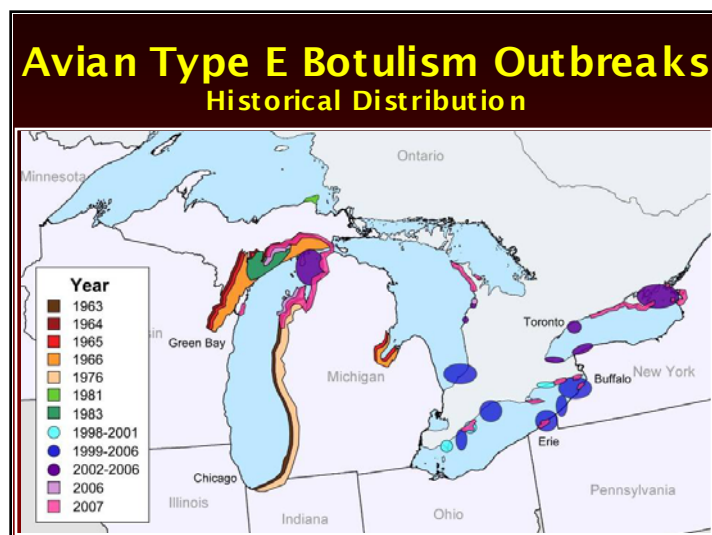 Avian Type E Botulism Outbreaks
Historical Distribution
Ontario
Minnesota
Year
1963
1964
1965
1966
1976
1981
1983
1998-2001
1999-2006
2002-2006
2006
2007
sin
Green Bay
Michigan
Toronto
Buffalo
New York
Erie
Chicago
Illinois
Indiana
Ohio
Pennsylvania